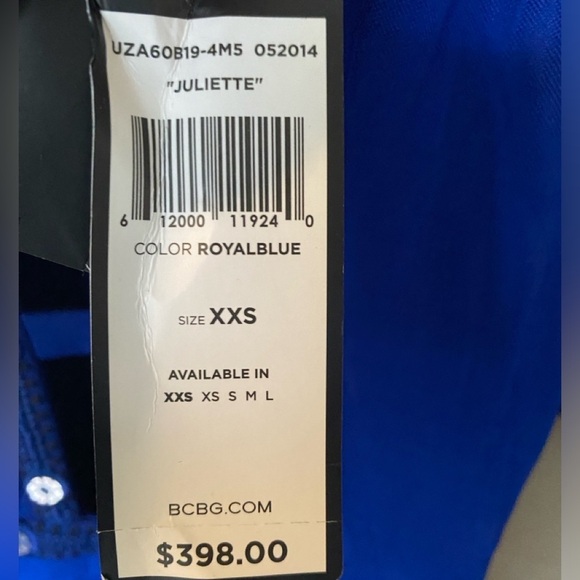 UZA60B19-4M5 052014
"JULIETTE"
6 12000 11924 0
COLOR ROYALBLUE
SIZE XXS
AVAILABLE IN
XXS XS S M L
BCBG.COM
$398.00